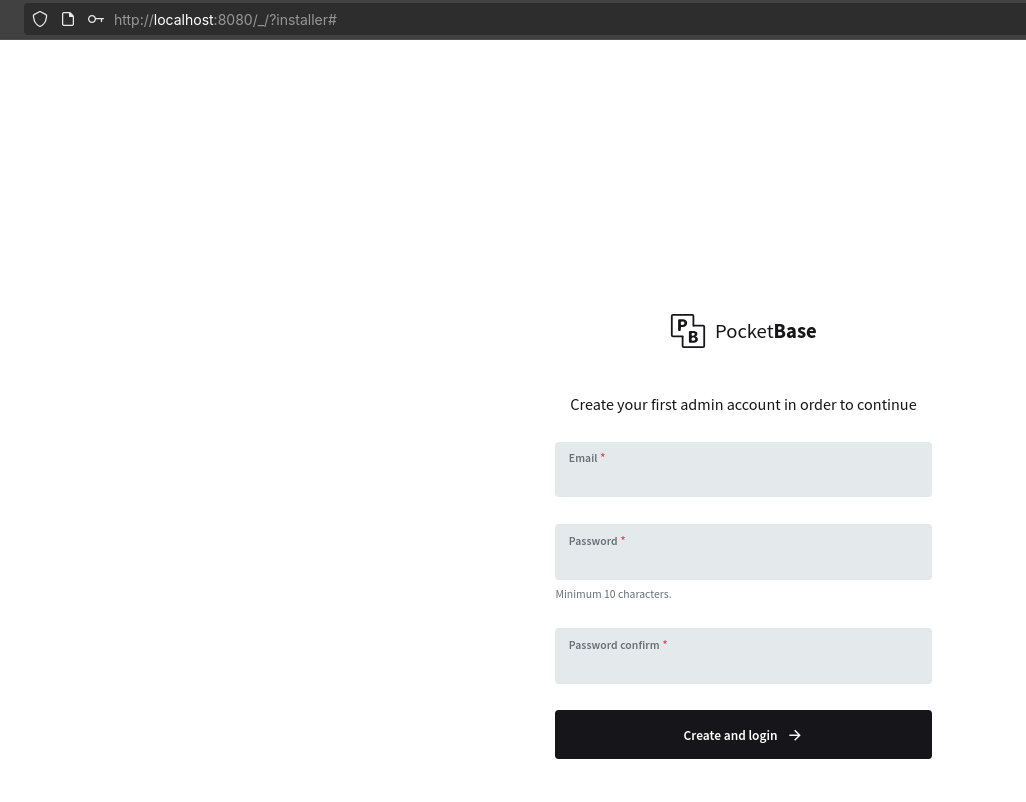 http://localhost:8080/_/?installer#
PB PocketBase
Create your first admin account in order to continue
Email *
Password *
Minimum 10 characters.
Password confirm *
Create and login